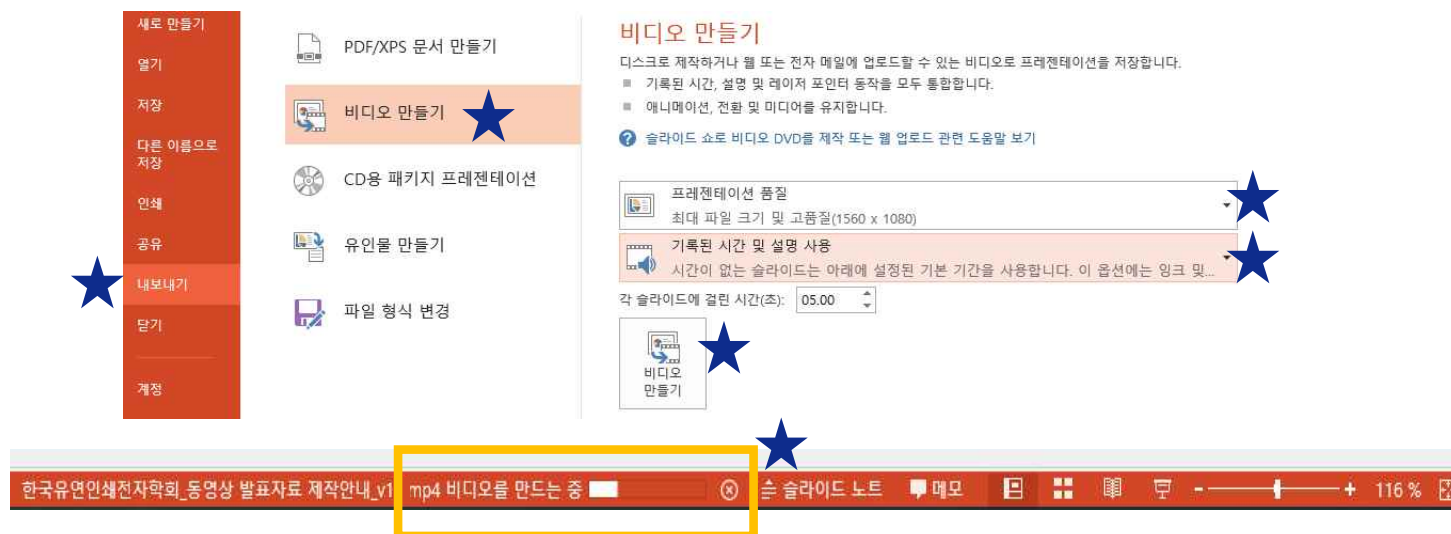 새로 만들기
열기
저장
다른 이름으로
저장
인쇄
공유
내보내기
닫기
계정
PDF/XPS 문서 만들기
비디오 만들기
CD용 패키지 프레젠테이션
유인물 만들기
파일 형식 변경
비디오 만들기
디스크로 제작하거나 웹 또는 전자 메일에 업로드할 수 있는 비디오로 프레젠테이션을 저장합니다.
기록된 시간, 설명 및 레이저 포인터 동작을 모두 통합합니다.
애니메이션, 전환 및 미디어를 유지합니다.
슬라이드 쇼로 비디오 DVD를 제작 또는 웹 업로드 관련 도움말 보기
프레젠테이션 품질
최대 파일 크기 및 고품질(1560 x 1080)
기록된 시간 및 설명 사용
시간이 없는 슬라이드는 아래에 설정된 기본 기간을 사용합니다. 이 옵션에는 잉크 및...
각 슬라이드에 걸린 시간(초): 05.00
비디오
만들기
한국유연인쇄전자학회_동영상 발표자료 제작안내_v1 mp4 비디오를 만드는 중 슬라이드 노트 메모 - + 116 %